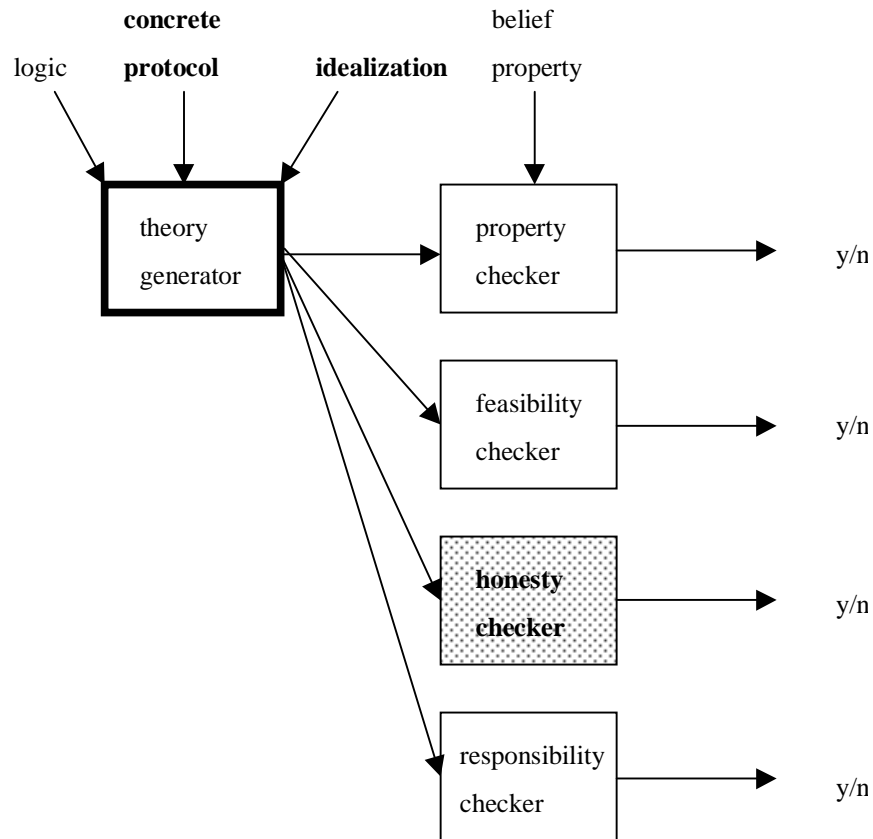 logic
concrete
protocol
idealization
belief
property
theory
generator
property
checker
y/n
feasibility
checker
y/n
honesty
checker
y/n
responsibility
checker
y/n